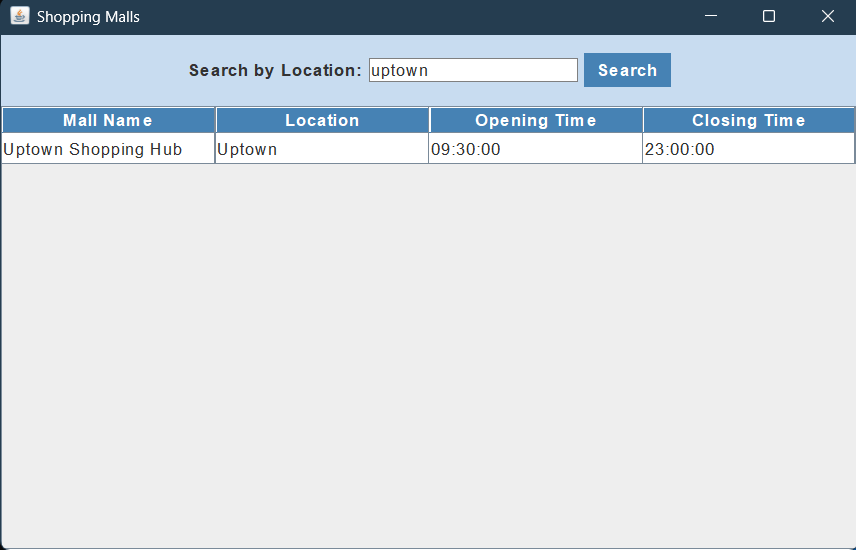 Shopping Malls
Search by Location: uptown Search
Mall Name Location Opening Time Closing Time
Uptown Shopping Hub Uptown 09:30:00 23:00:00